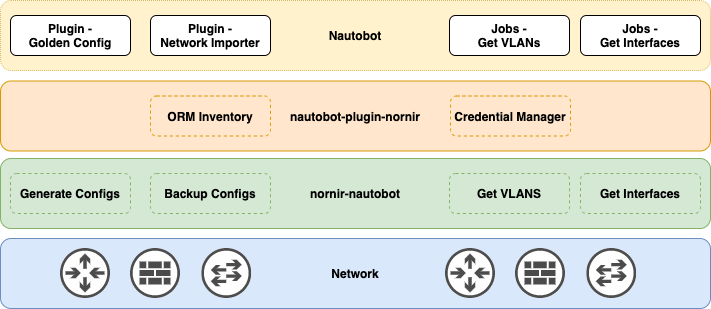 Plugin -
Golden Config
Plugin -
Network Importer
Nautobot
Jobs -
Get VLANs
Jobs -
Get Interfaces
ORM Inventory
nautobot-plugin-nornir
Credential Manager
Generate Configs
Backup Configs
nornir-nautobot
Get VLANS
Get Interfaces
Network